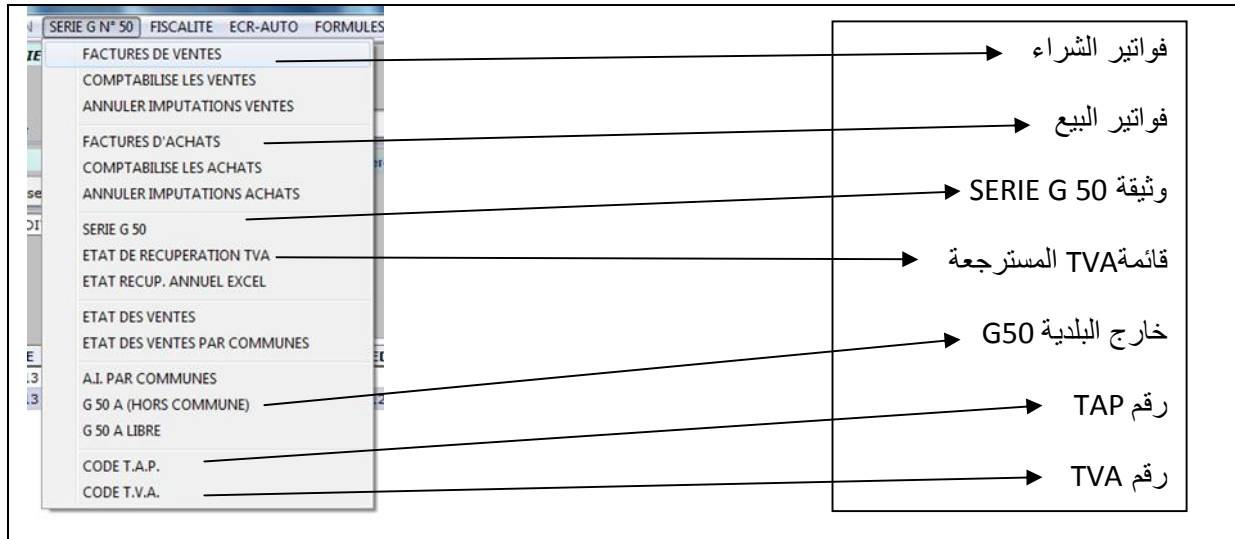 SERIE G N° 50 FISCALITE ECR-AUTO FORMULES
FACTURES DE VENTES
COMPTABILISE LES VENTES
ANNULER IMPUTATIONS VENTES
FACTURES D'ACHATS
COMPTABILISE LES ACHATS
ANNULER IMPUTATIONS ACHATS
SERIE G 50
ETAT DE RECUPERATION TVA
ETAT RECUP. ANNUEL EXCEL
ETAT DES VENTES
ETAT DES VENTES PAR COMMUNES
A.I. PAR COMMUNES
G 50 A (HORS COMMUNE)
G 50 A LIBRE
CODE T.A.P.
CODE T.V.A.
فواتير الشراء
فواتير البيع
وثيقة SERIE G 50
قائمةTVA المسترجعة
خارج البلدية G50
رقم TAP
رقم TVA